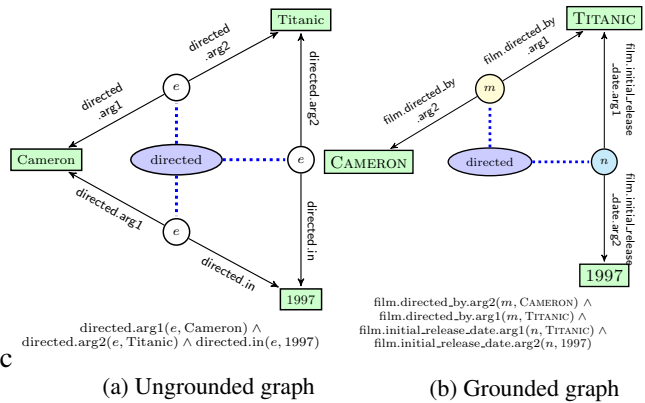 directed
.arg2
Titanic
e
directed
.arg1
directed.arg2
Cameron
directed
e
directed.arg1
e
directed.in
directed.in
1997
directed.arg1(e, Cameron) ∧
directed.arg2(e, Titanic) ∧ directed.in(e, 1997)
c
(a) Ungrounded graph
TITANIC
film.directed_by
.arg1
m
film.directed_by
.arg2
film.initial_release
_date.arg1
CAMERON
directed
n
film.initial_release
_date.arg2
1997
film.directed_by.arg2(m, CAMERON) ∧
film.directed_by.arg1(m, TITANIC) ∧
film.initial_release_date.arg1(n, TITANIC) ∧
film.initial_release_date.arg2(n, 1997)
(b) Grounded graph